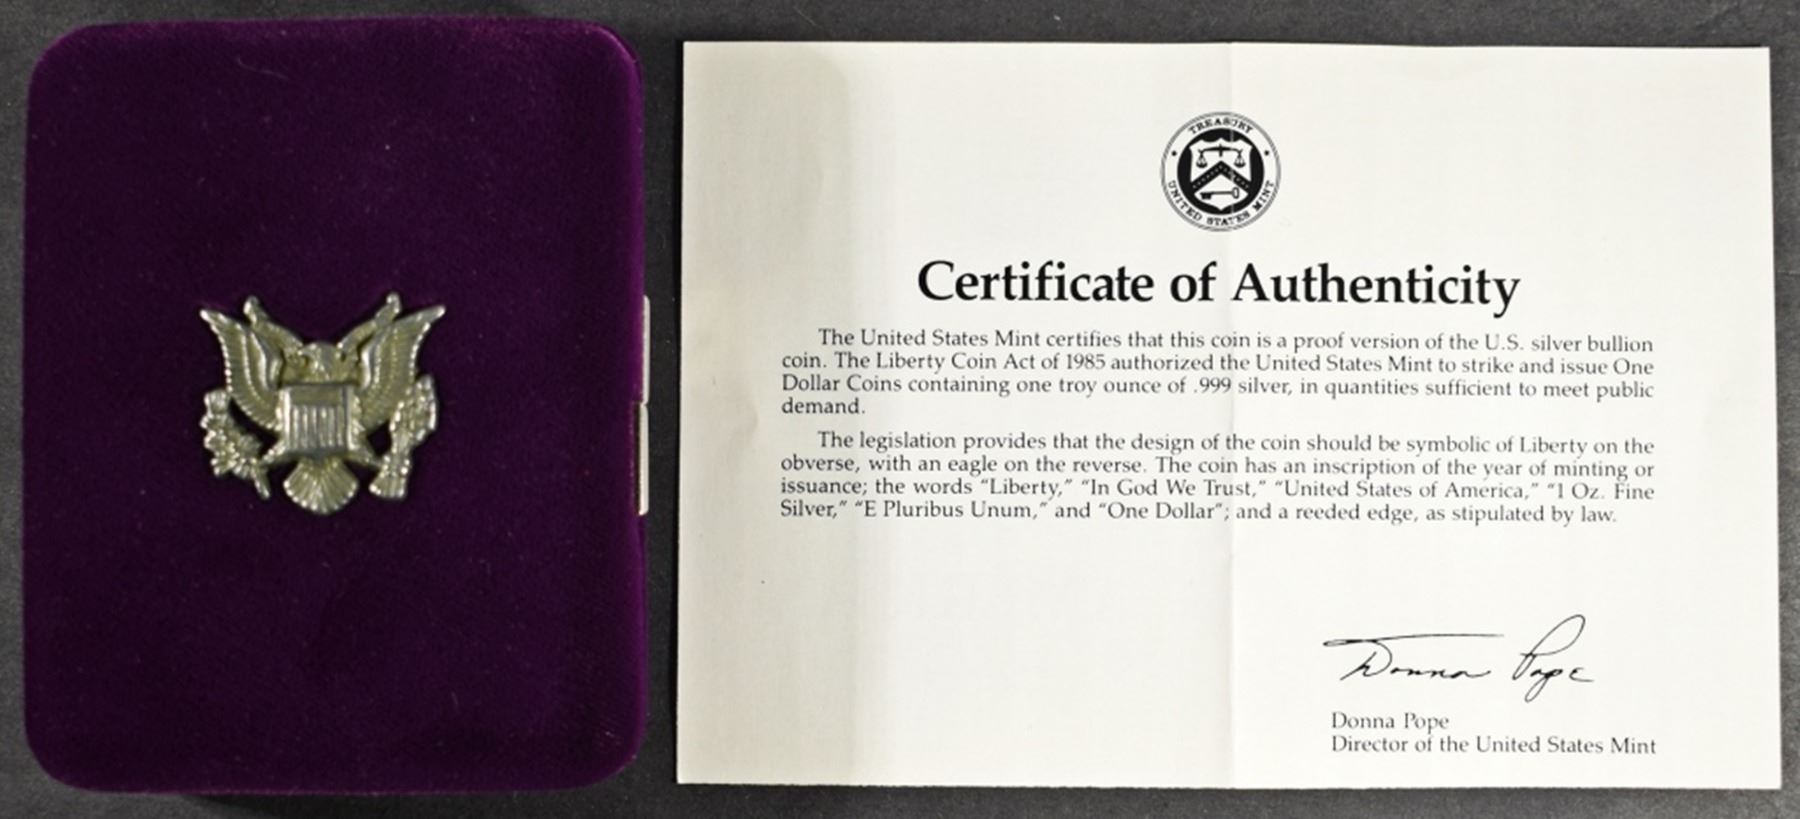 TREASURY
UNITED STATES MINT
Certificate of Authenticity
The United States Mint certifies that this coin is a proof version of the U.S. silver bullion
coin. The Liberty Coin Act of 1985 authorized the United States Mint to strike and issue One
Dollar Coins containing one troy ounce of .999 silver, in quantities sufficient to meet public
demand.
The legislation provides that the design of the coin should be symbolic of Liberty on the
obverse, with an eagle on the reverse. The coin has an inscription of the year of minting or
issuance; the words “Liberty,” “In God We Trust,” “United States of America,” “1 Oz. Fine
Silver,” “E Pluribus Unum,” and “One Dollar”; and a reeded edge, as stipulated by law.
Donna Pope
Donna Pope
Director of the United States Mint